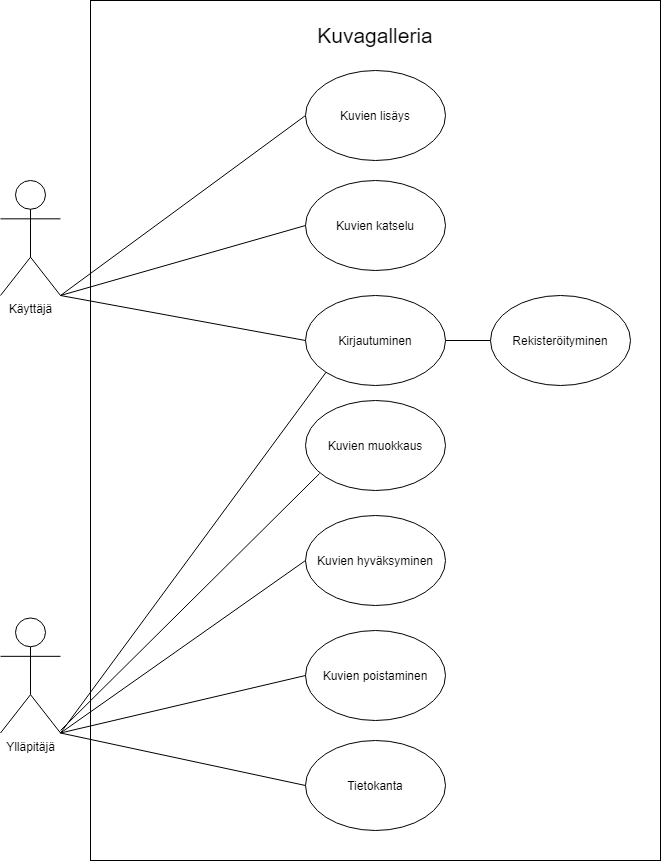 Kuvagalleria
Kuvien lisäys
Kuvien katselu
Käyttäjä
Kirjautuminen
Rekisteröityminen
Kuvien muokkaus
Kuvien hyväksyminen
Kuvien poistaminen
Ylläpitäjä
Tietokanta